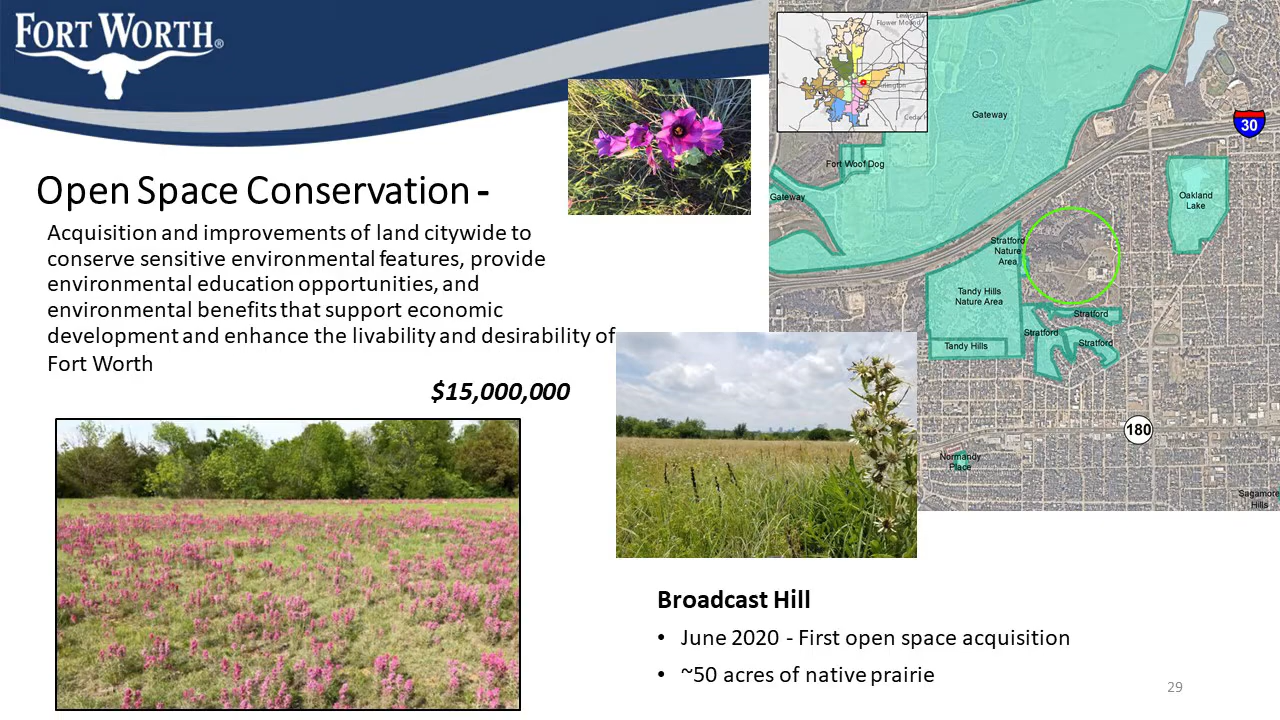 FORT WORTH®
Open Space Conservation -
Acquisition and improvements of land citywide to
conserve sensitive environmental features, provide
environmental education opportunities, and
environmental benefits that support economic
development and enhance the livability and desirability of
Fort Worth
$15,000,000
Lewisville
Flower Mound
Arlington
Gateway
30
Fort Woof Dog
Gateway
Oakland
Lake
Stratford
Nature
Area
Tandy Hills
Nature Area
Stratford
Stratford
Stratford
Tandy Hills
180
Normandy
Place
Sagamore
Hills
Broadcast Hill
• June 2020 - First open space acquisition
• ~50 acres of native prairie
29